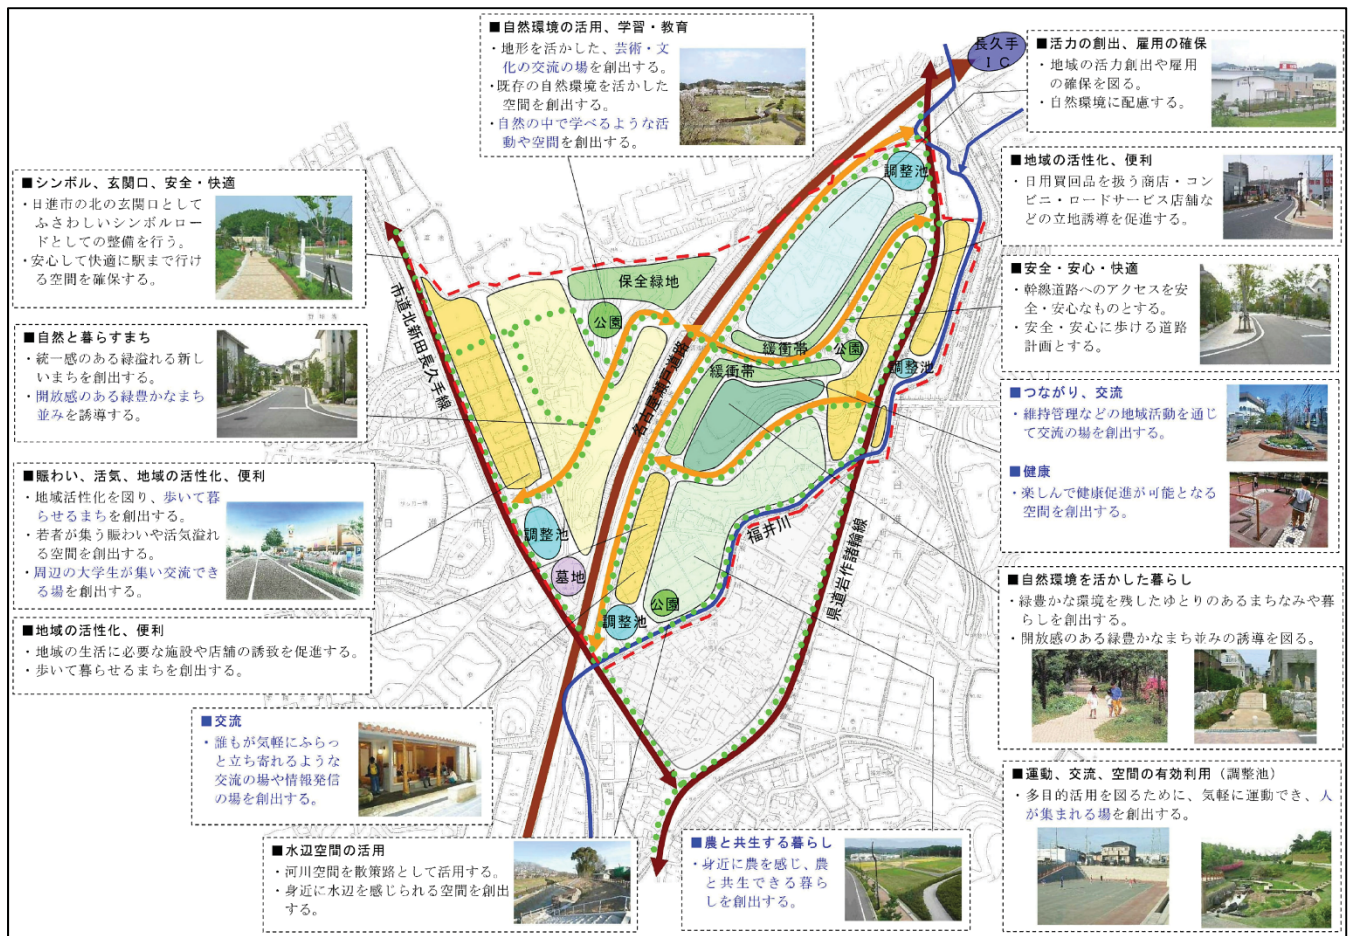 ■自然環境の活用、学習・教育
・地形を活かした、芸術・文
化の交流の場を創出する。
・既存の自然環境を活かした
空間を創出する。
・自然の中で学べるような活
動や空間を創出する。
長久手
ＩＣ
■活力の創出、雇用の確保
・地域の活力創出や雇用
の確保を図る。
・自然環境に配慮する。
■地域の活性化、便利
・日用買回品を扱う商店・コン
ビニ・ロードサービス店舗な
どの立地誘導を促進する。
■シンボル、玄関口、安全・快適
・日進市の北の玄関口として
ふさわしいシンボルロー
ドとしての整備を行う。
・安心して快適に駅まで行け
る空間を確保する。
■安全・安心・快適
・幹線道路へのアクセスを安
全・安心なものとする。
・安全・安心に歩ける道路
計画とする。
■自然と暮らすまち
・統一感のある緑溢れる新し
いまちを創出する。
・開放感のある緑豊かなまち
並みを誘導する。
■つながり、交流
・維持管理などの地域活動を通じ
て交流の場を創出する。
■健康
・楽しんで健康促進が可能となる
空間を創出する。
■賑わい、活気、地域の活性化、便利
・地域活性化を図り、歩いて暮
らせるまちを創出する。
・若者が集う賑わいや活気溢れ
る空間を創出する。
・周辺の大学生が集い交流でき
る場を創出する。
■地域の活性化、便利
・地域の生活に必要な施設や店舗の誘致を促進する。
・歩いて暮らせるまちを創出する。
■自然環境を活かした暮らし
・緑豊かな環境を残したゆとりのあるまちなみや暮
らしを創出する。
・開放感のある緑豊かなまち並みの誘導を図る。
■交流
・誰もが気軽にふらっ
と立ち寄れるような
交流の場や情報発信
の場を創出する。
■水辺空間の活用
・河川空間を散策路として活用する。
・身近に水辺を感じられる空間を創出
する。
■農と共生する暮らし
・身近に農を感じ、農
と共生できる暮ら
しを創出する。
■運動、交流、空間の有効利用（調整池）
・多目的活用を図るために、気軽に運動でき、人
が集まれる場を創出する。
調整池
保全緑地
公園
市道北新田長久手線
名古屋瀬戸道路
緩衝帯
公園
緩衝帯
調整池
調整池
墓地
調整池
公園
福井川
県道岩作諸輪線